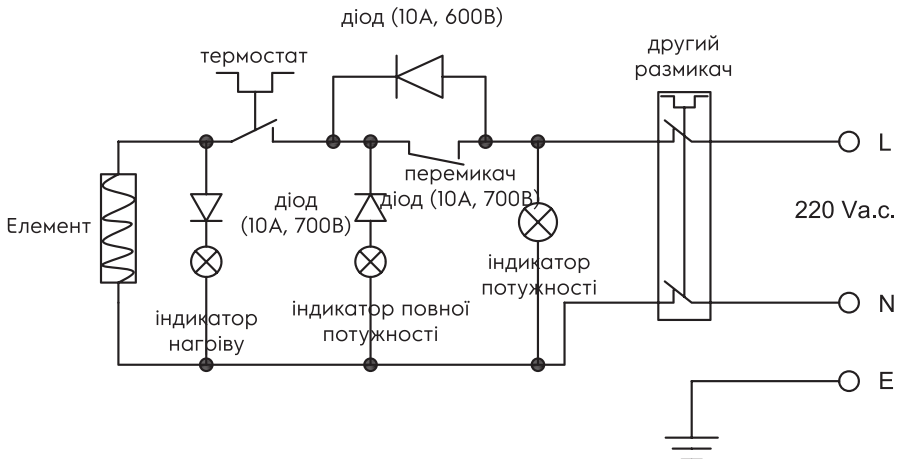 діод (10А, 600В)
термостат
другий
размикач
L
перемикач
діод (10А, 700В)
діод
(10А, 700В)
220 Va.c.
Елемент
індикатор
потужності
N
індикатор
нагріву
індикатор повної
потужності
E